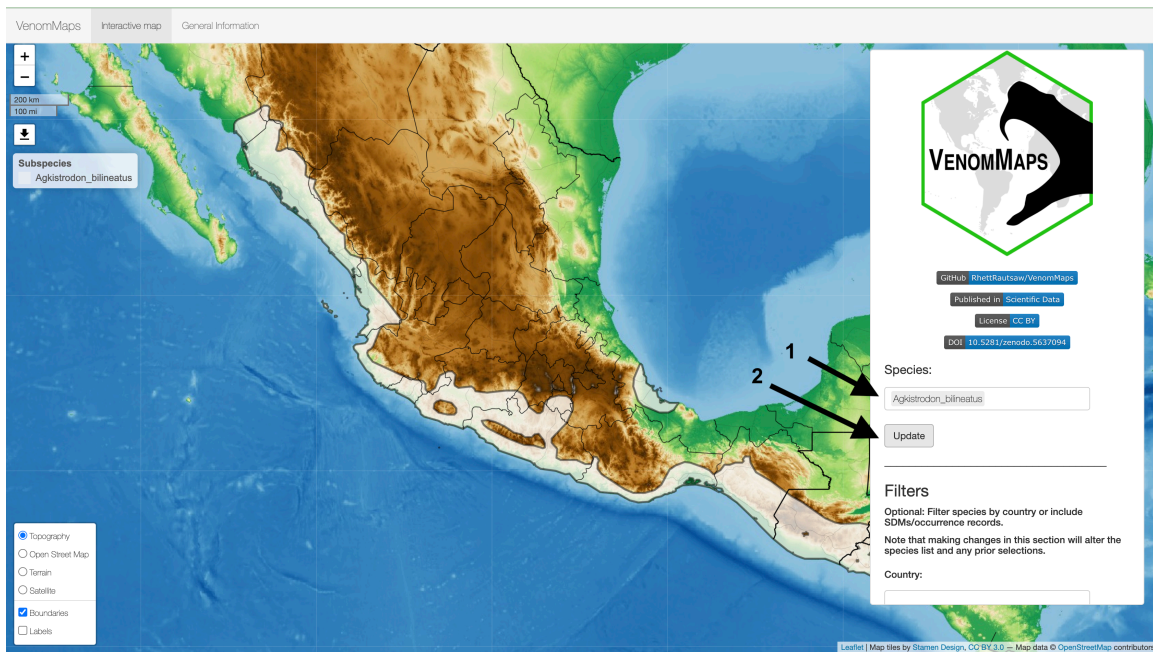 VenomMaps
Interactive map
General Information
+
−
200 km
100 mi
Subspecies
Agkistrodon_bilineatus
Topography
Open Street Map
Terrain
Satellite
Boundaries
Labels
VENOMMAPS
GitHub RhettRautsaw/VenomMaps
Published in Scientific Data
License CC BY
DOI 10.5281/zenodo.5637094
1
Species:
2
Agkistrodon_bilineatus
Update
Filters
Optional: Filter species by country or include
SDMs/occurrence records.
Note that making changes in this section will alter the
species list and any prior selections.
Country:
Leaflet | Map tiles by Stamen Design, CC BY 3.0 — Map data © OpenStreetMap contributors